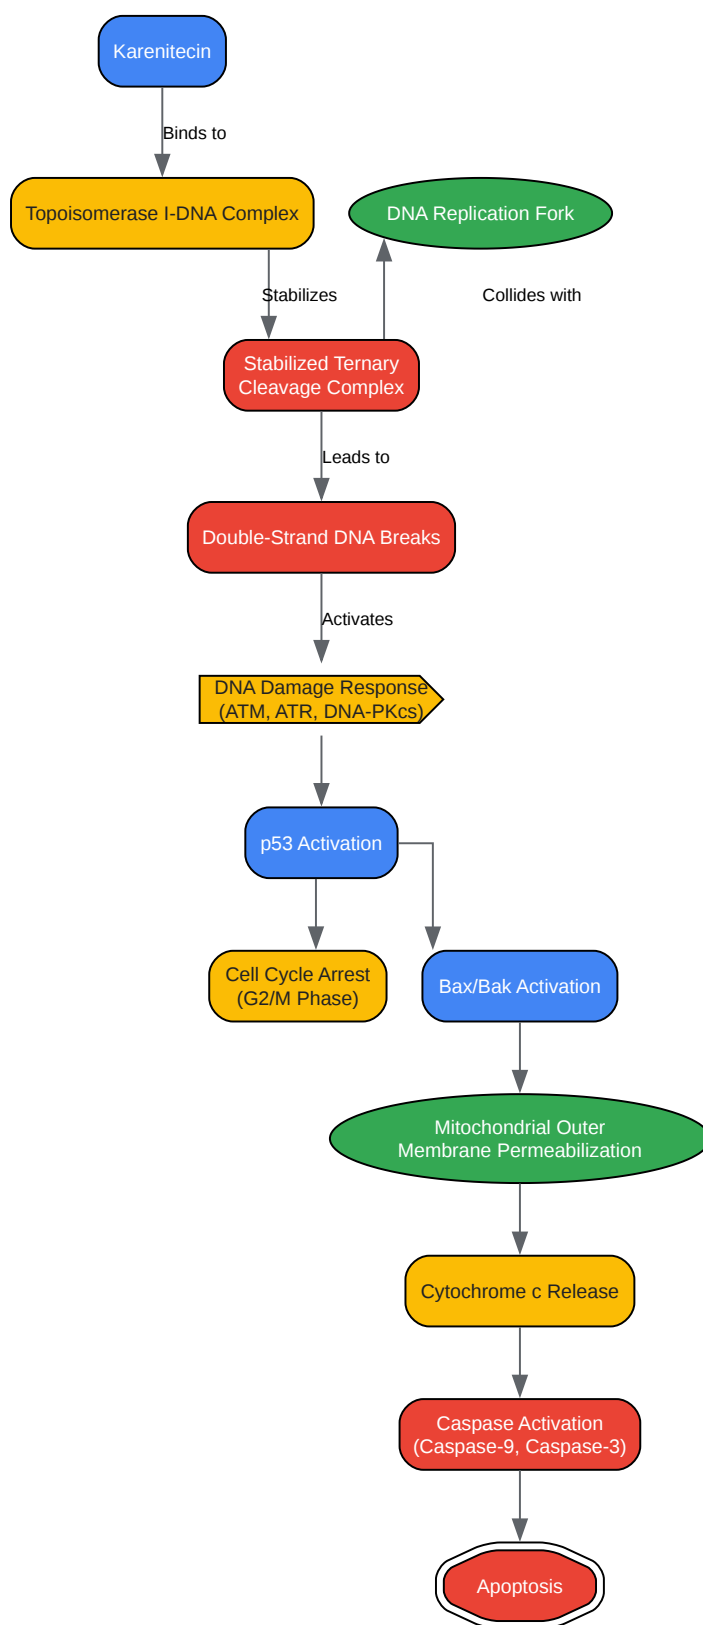 Karenitecin
Binds to
Topoisomerase I-DNA Complex
DNA Replication Fork
Stabilizes
Collides with
Stabilized Ternary
Cleavage Complex
Leads to
Double-Strand DNA Breaks
Activates
DNA Damage Response
(ATM, ATR, DNA-PKcs)
p53 Activation
Cell Cycle Arrest
(G2/M Phase)
Bax/Bak Activation
Mitochondrial Outer
Membrane Permeabilization
Cytochrome c Release
Caspase Activation
(Caspase-9, Caspase-3)
Apoptosis